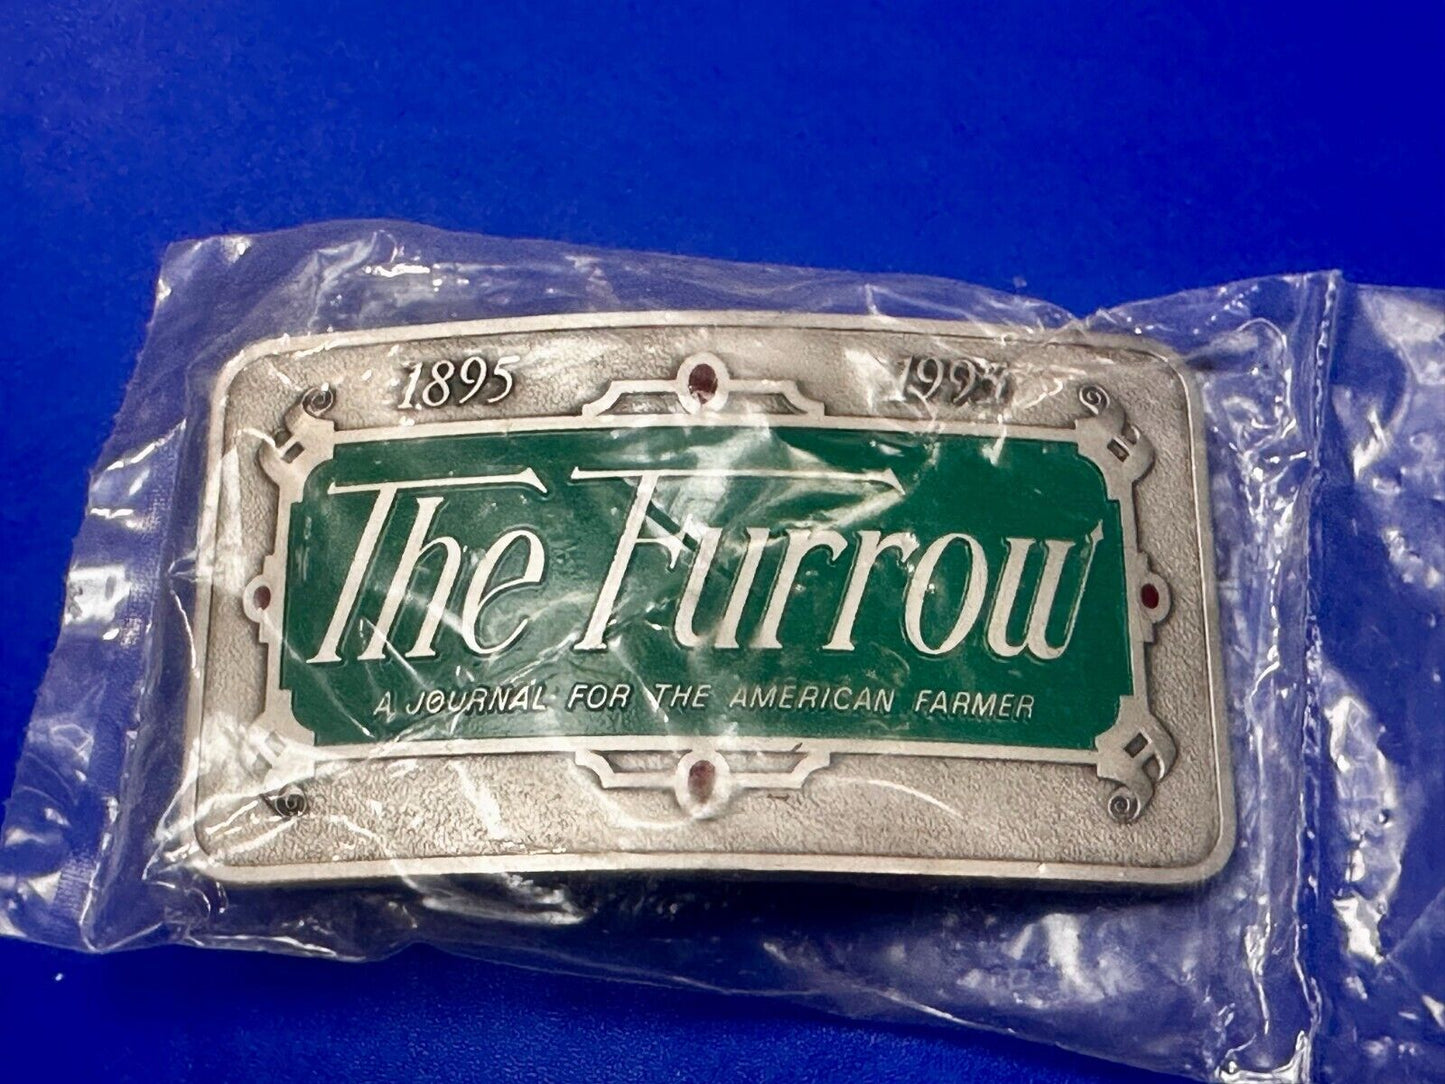 1895 1995
The Furrow
A JOURNAL FOR THE AMERICAN FARMER